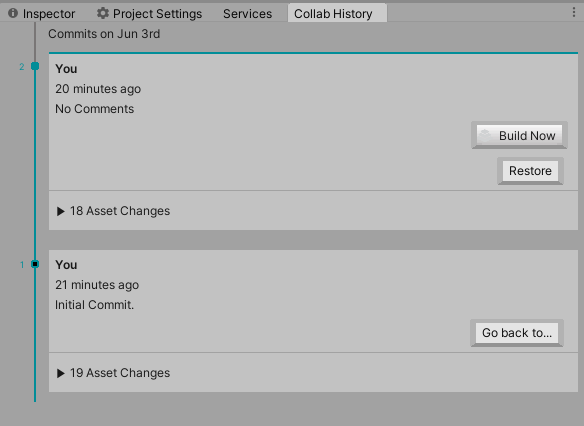 Inspector Project Settings Services Collab History
Commits on Jun 3rd
2
You
20 minutes ago
No Comments
Build Now
Restore
18 Asset Changes
1
You
21 minutes ago
Initial Commit.
Go back to...
19 Asset Changes